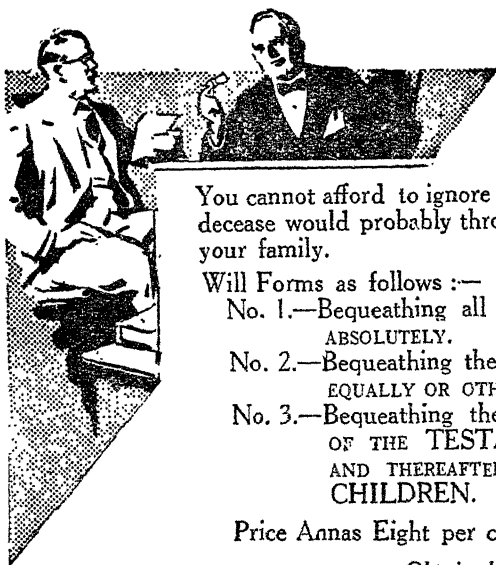 You cannot afford to ignore
decease would probably thro
your family.
Will Forms as follows :—
No. 1.—Bequeathing all
ABSOLUTELY.
No. 2.—Bequeathing the
EQUALLY OR OTH
No. 3.—Bequeathing the
OF THE TESTA
AND THEREAFTE
CHILDREN.
Price Annas Eight per c